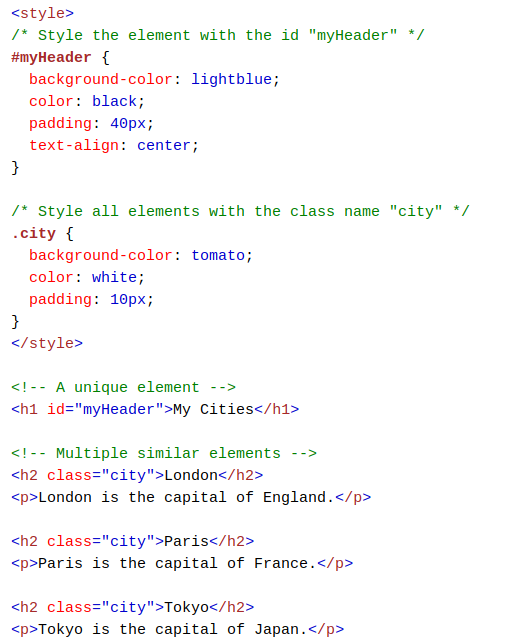 <style>
/* Style the element with the id "myHeader" */
#myHeader {
  background-color: lightblue;
  color: black;
  padding: 40px;
  text-align: center;
}

/* Style all elements with the class name "city" */
.city {
  background-color: tomato;
  color: white;
  padding: 10px;
}
</style>

<!-- A unique element -->
<h1 id="myHeader">My Cities</h1>

<!-- Multiple similar elements -->
<h2 class="city">London</h2>
<p>London is the capital of England.</p>

<h2 class="city">Paris</h2>
<p>Paris is the capital of France.</p>

<h2 class="city">Tokyo</h2>
<p>Tokyo is the capital of Japan.</p>